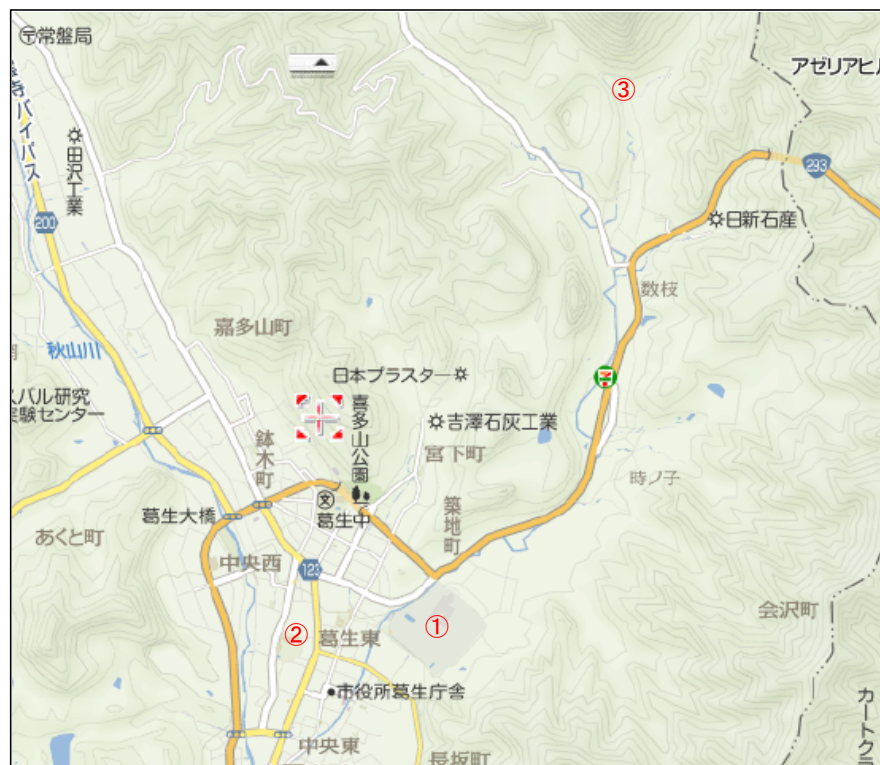 〒常盤局
アゼリアヒル
③
バイパス
田沢工業
293
200
日新石産
数枝
嘉多山町
秋山川
日本プラスター
スバル研究
実験センター
喜多山公園
吉澤石灰工業
宮下町
鉢木町
時ノ子
文
葛生大橋
葛生中
築地町
あくと町
中央西
123
会沢町
①
②
葛生東
市役所葛生庁舎
カートクラ
中央東
長坂町